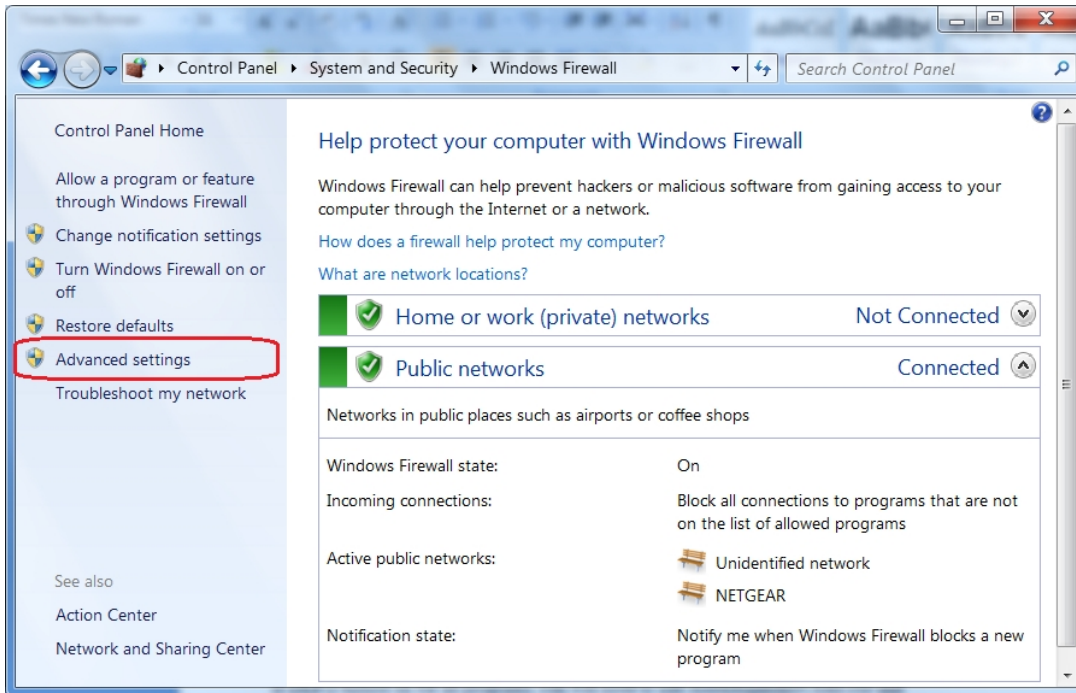 Control Panel ▸ System and Security ▸ Windows Firewall
Search Control Panel
Control Panel Home
Allow a program or feature
through Windows Firewall
Change notification settings
Turn Windows Firewall on or
off
Restore defaults
Advanced settings
Troubleshoot my network
See also
Action Center
Network and Sharing Center
Help protect your computer with Windows Firewall
Windows Firewall can help prevent hackers or malicious software from gaining access to your
computer through the Internet or a network.
How does a firewall help protect my computer?
What are network locations?
Home or work (private) networks Not Connected
Public networks Connected
Networks in public places such as airports or coffee shops
Windows Firewall state: On
Incoming connections: Block all connections to programs that are not
on the list of allowed programs
Active public networks: Unidentified network
NETGEAR
Notification state: Notify me when Windows Firewall blocks a new
program